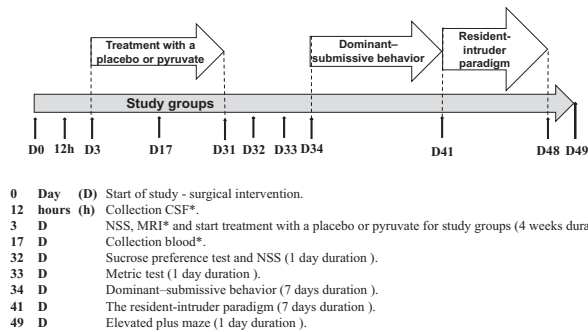 Treatment with a
placebo or pyruvate
Dominant–
submissive behavior
Resident-
intruder
paradigm
Study groups
D0 12h D3 D17 D31 D32 D33 D34 D41 D48 D49
0 Day (D) Start of study - surgical intervention.
12 hours (h) Collection CSF*.
3 D NSS, MRI* and start treatment with a placebo or pyruvate for study groups (4 weeks dura
17 D Collection blood*.
32 D Sucrose preference test and NSS (1 day duration ).
33 D Metric test (1 day duration ).
34 D Dominant–submissive behavior (7 days duration ).
41 D The resident-intruder paradigm (7 days duration ).
49 D Elevated plus maze (1 day duration ).